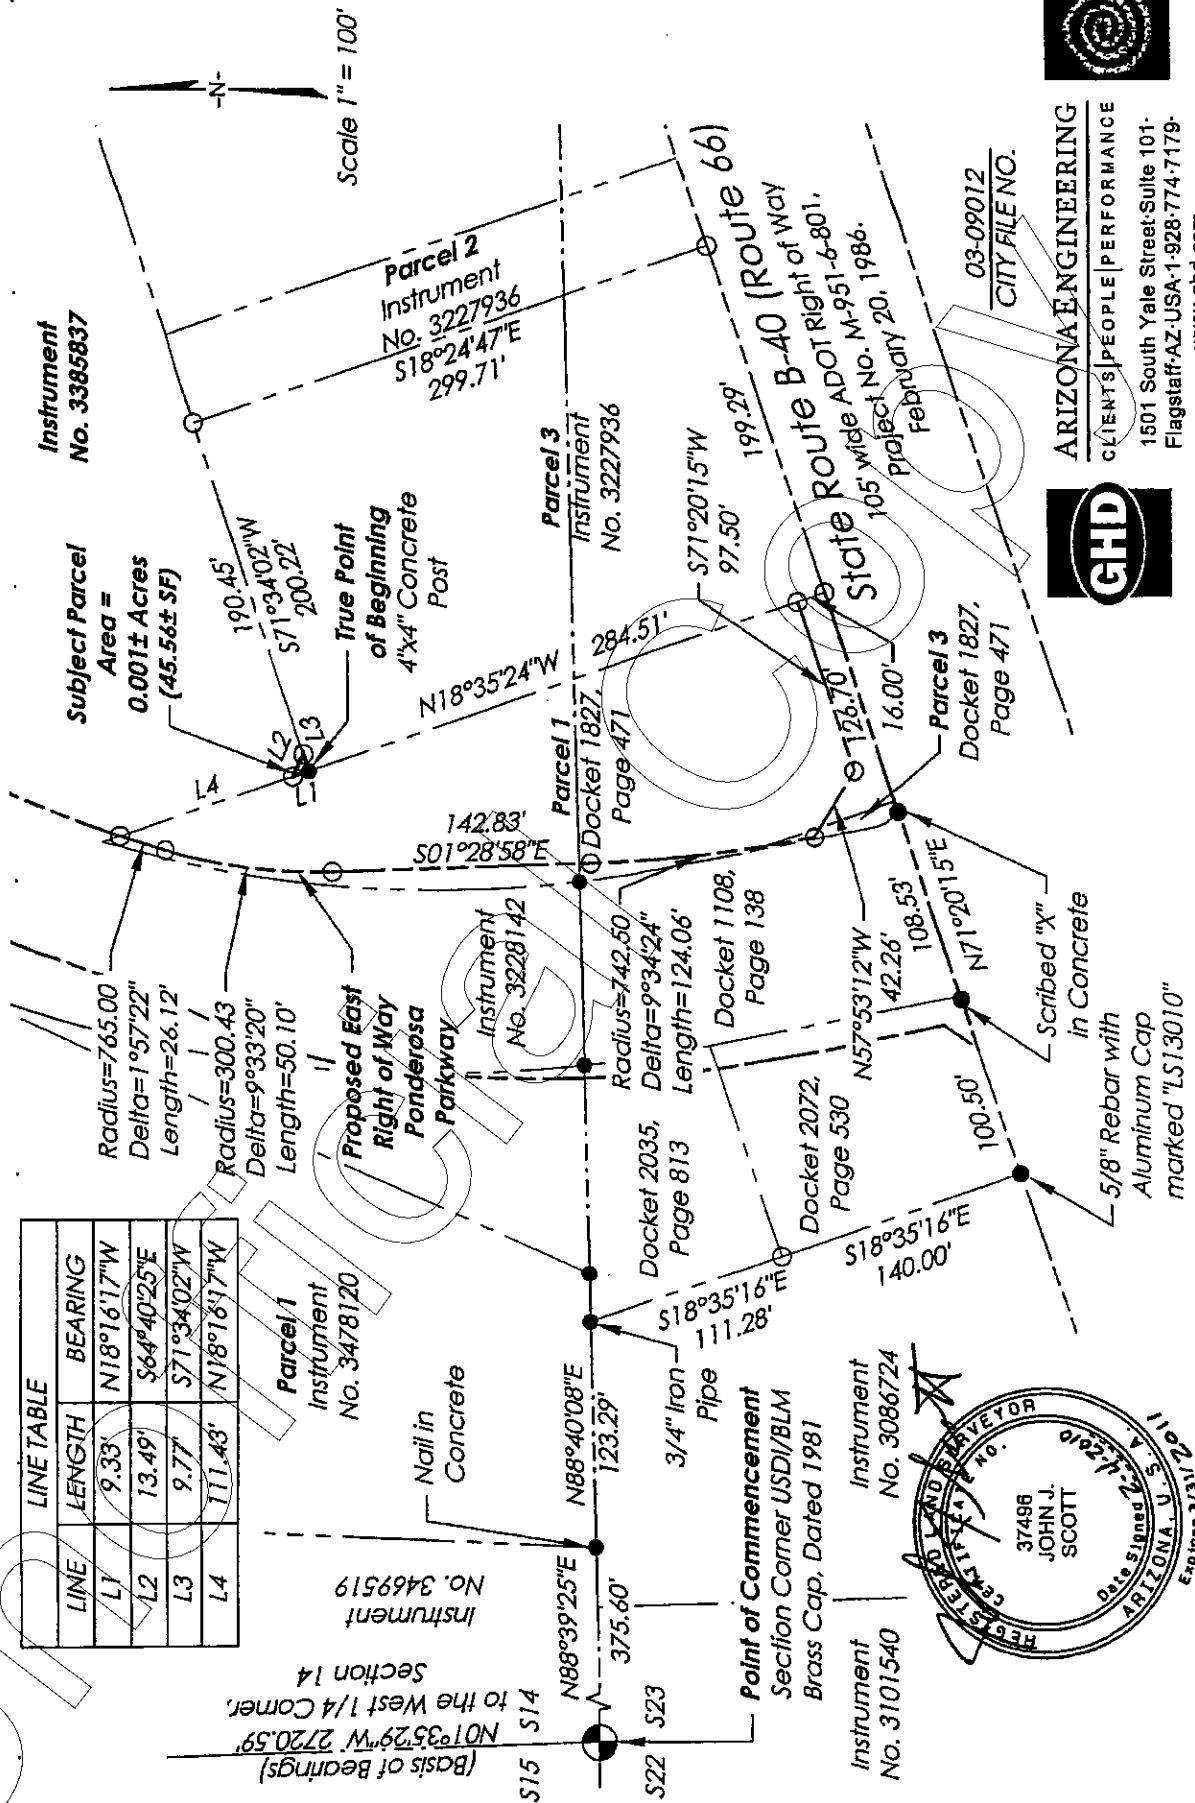 LINE TABLE
LINE LENGTH BEARING
L1 9.33' N18°16'17"W
L2 13.49' S64°40'25"E
L3 9.77' S71°34'02"W
L4 111.43' N18°16'17"W
Radius=765.00
Delta=1°57'22"
Length=26.12'
Radius=300.43
Delta=9°33'20"
Length=50.10'
Proposed East
Right of Way
Ponderosa
Parkway
Subject Parcel
Area =
0.001± Acres
(45.56± SF)
Instrument
No. 3385837
-N-
Scale 1" = 100'
L4
L2
L3
L1
190.45'
S71°34'02"W
200.22'
True Point
of Beginning
4"x4" Concrete
Post
Parcel 2
Instrument
No. 3227936
S18°24'47"E
299.71'
N18°35'24"W
284.51'
Parcel 3
Instrument
No. 3227936
142.83'
S01°28'58"E
Parcel 1
Docket 1827,
Page 471
Parcel 1
Instrument
No. 3478120
Instrument
No. 3228142
Nail in
Concrete
Instrument
No. 3469519
(Basis of Bearings)
N01°35'29"W 2720.59'
to the West 1/4 Corner,
Section 14
S15 S14
S22 S23
N88°39'25"E
375.60'
N88°40'08"E
123.29'
3/4" Iron
Pipe
Point of Commencement
Section Corner USDI/BLM
Brass Cap, Dated 1981
Instrument
No. 3101540
Instrument
No. 3086724
Docket 2035,
Page 813
S18°35'16"E
111.28'
Docket 2072,
Page 530
S18°35'16"E
140.00'
Radius=742.50
Delta=9°34'24"
Length=124.06'
Docket 1108,
Page 138
N57°53'12"W
42.26'
108.53'
N71°20'15"E
100.50'
Scribed "X"
in Concrete
5/8" Rebar with
Aluminum Cap
marked "LS13010"
S71°20'15"W
97.50'
199.29'
126.70'
16.00'
Parcel 3
Docket 1827,
Page 471
State Route B-40 (Route 66)
105' wide ADOT Right of Way
Project No. M-951-6-801,
February 20, 1986.
03-09012
CITY FILE NO.
GHD
ARIZONA ENGINEERING
CLIENTS|PEOPLE|PERFORMANCE
1501 South Yale Street·Suite 101·
Flagstaff·AZ·USA·1·928·774·7179·
REGISTERED LAND SURVEYOR
CERTIFICATE NO.
37496
JOHN J.
SCOTT
Date Signed 2-4-2010
ARIZONA, U.S.A.
Expires 3/31/2011